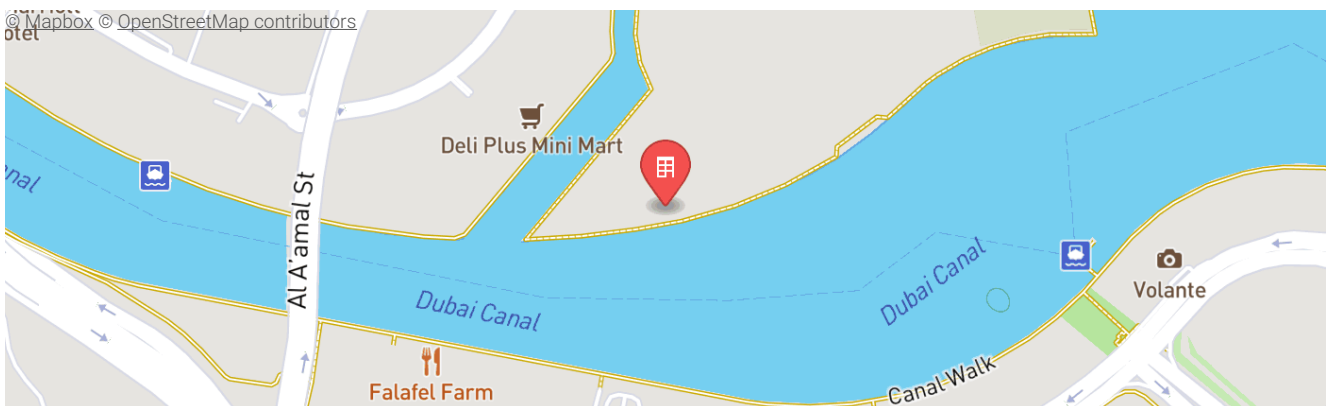 © Mapbox © OpenStreetMap contributors
otel
Deli Plus Mini Mart
nal
Al A'amal St
Dubai Canal
Dubai Canal
Volante
Falafel Farm
Canal Walk